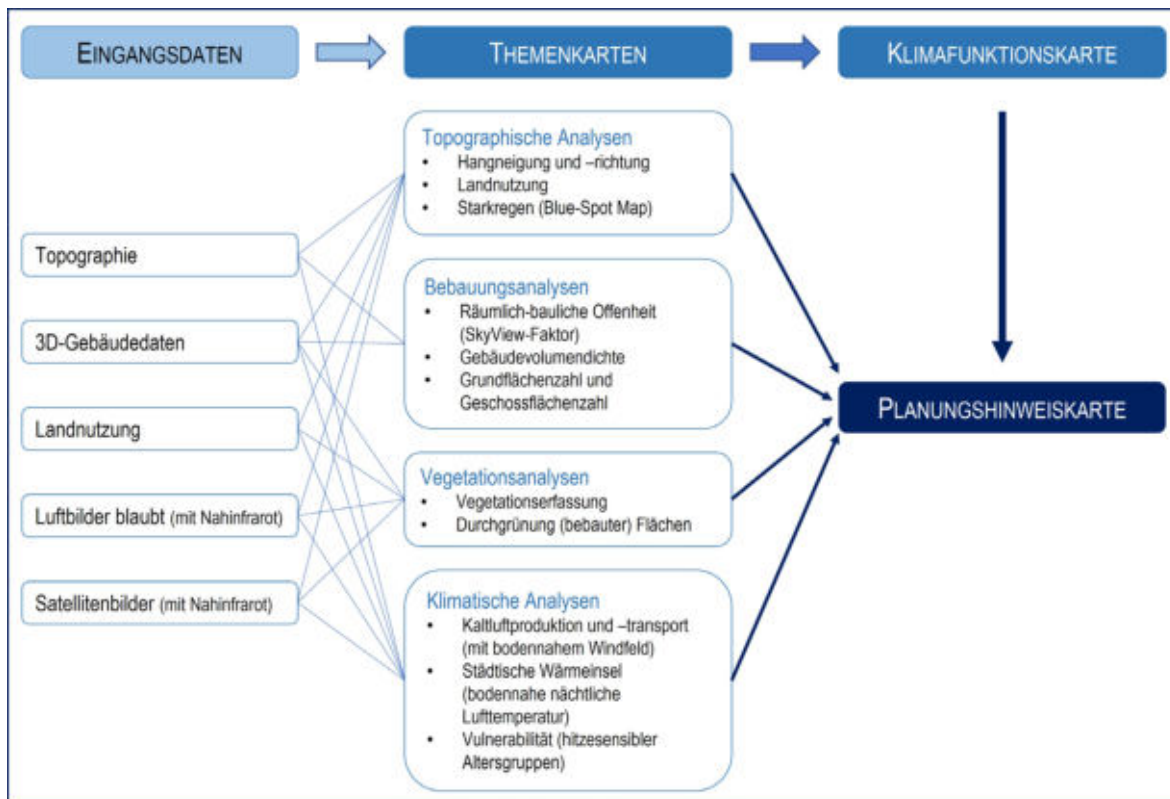 EINGANGSDATEN
THEMENKARTEN
KLIMAFUNKTIONSKARTE
Topographie
3D-Gebäudedaten
Landnutzung
Luftbilder blaubt (mit Nahinfrarot)
Satellitenbilder (mit Nahinfrarot)
Topographische Analysen
• Hangneigung und –richtung
• Landnutzung
• Starkregen (Blue-Spot Map)
Bebauungsanalysen
• Räumlich-bauliche Offenheit
(SkyView-Faktor)
• Gebäudevolumendichte
• Grundflächenzahl und
Geschossflächenzahl
Vegetationsanalysen
• Vegetationserfassung
• Durchgrünung (bebauter) Flächen
Klimatische Analysen
• Kaltluftproduktion und –transport
(mit bodennahem Windfeld)
• Städtische Wärmeinsel
(bodennahe nächtliche
Lufttemperatur)
• Vulnerabilität (hitzesensibler
Altersgruppen)
PLANUNGSHINWEISKARTE